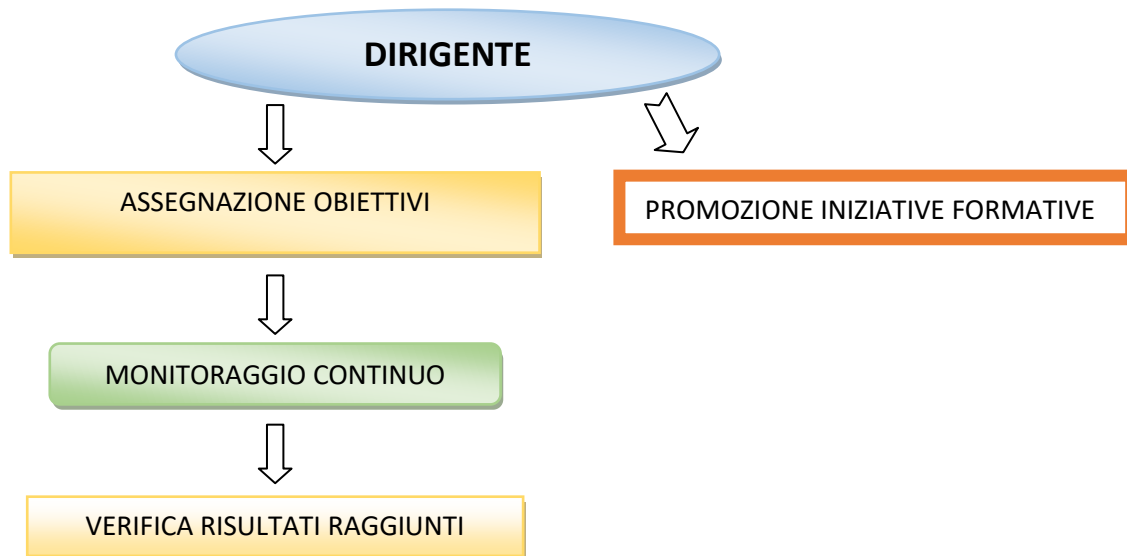 DIRIGENTE
ASSEGNAZIONE OBIETTIVI
PROMOZIONE INIZIATIVE FORMATIVE
MONITORAGGIO CONTINUO
VERIFICA RISULTATI RAGGIUNTI